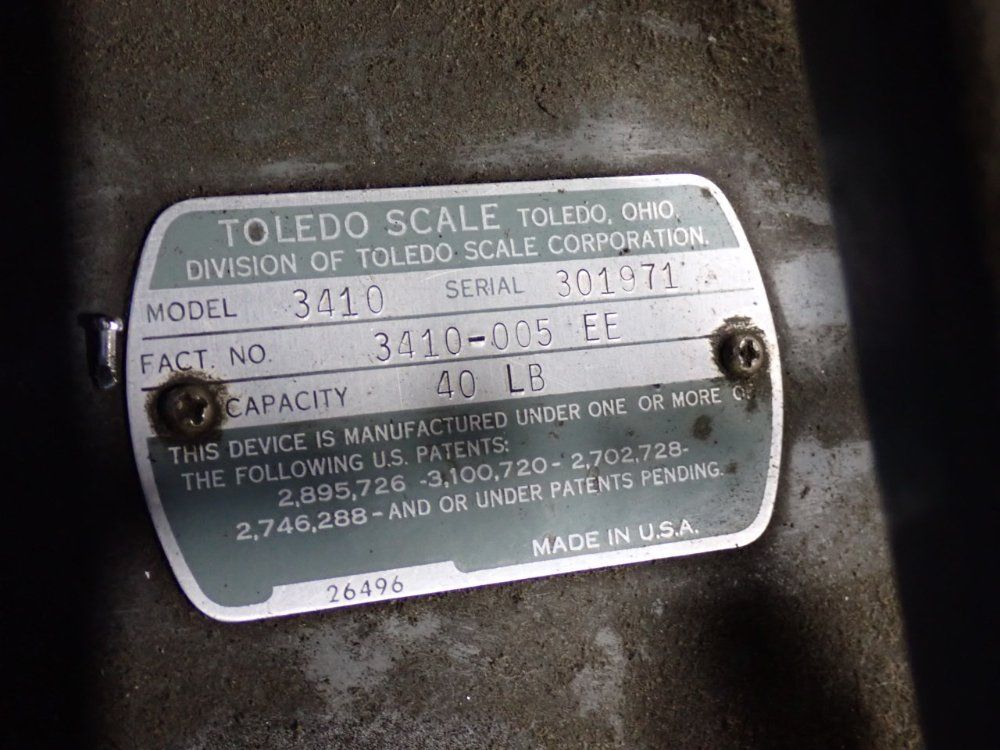 TOLEDO SCALE TOLEDO, OHIO.
DIVISION OF TOLEDO SCALE CORPORATION.
MODEL 3410 SERIAL 301971
FACT. NO. 3410-005 EE
CAPACITY 40 LB
THIS DEVICE IS MANUFACTURED UNDER ONE OR MORE
THE FOLLOWING U.S. PATENTS:
2,895,726 -3,100,720- 2,702,728-
2,746,288-AND OR UNDER PATENTS PENDING.
MADE IN U.S.A.
26496